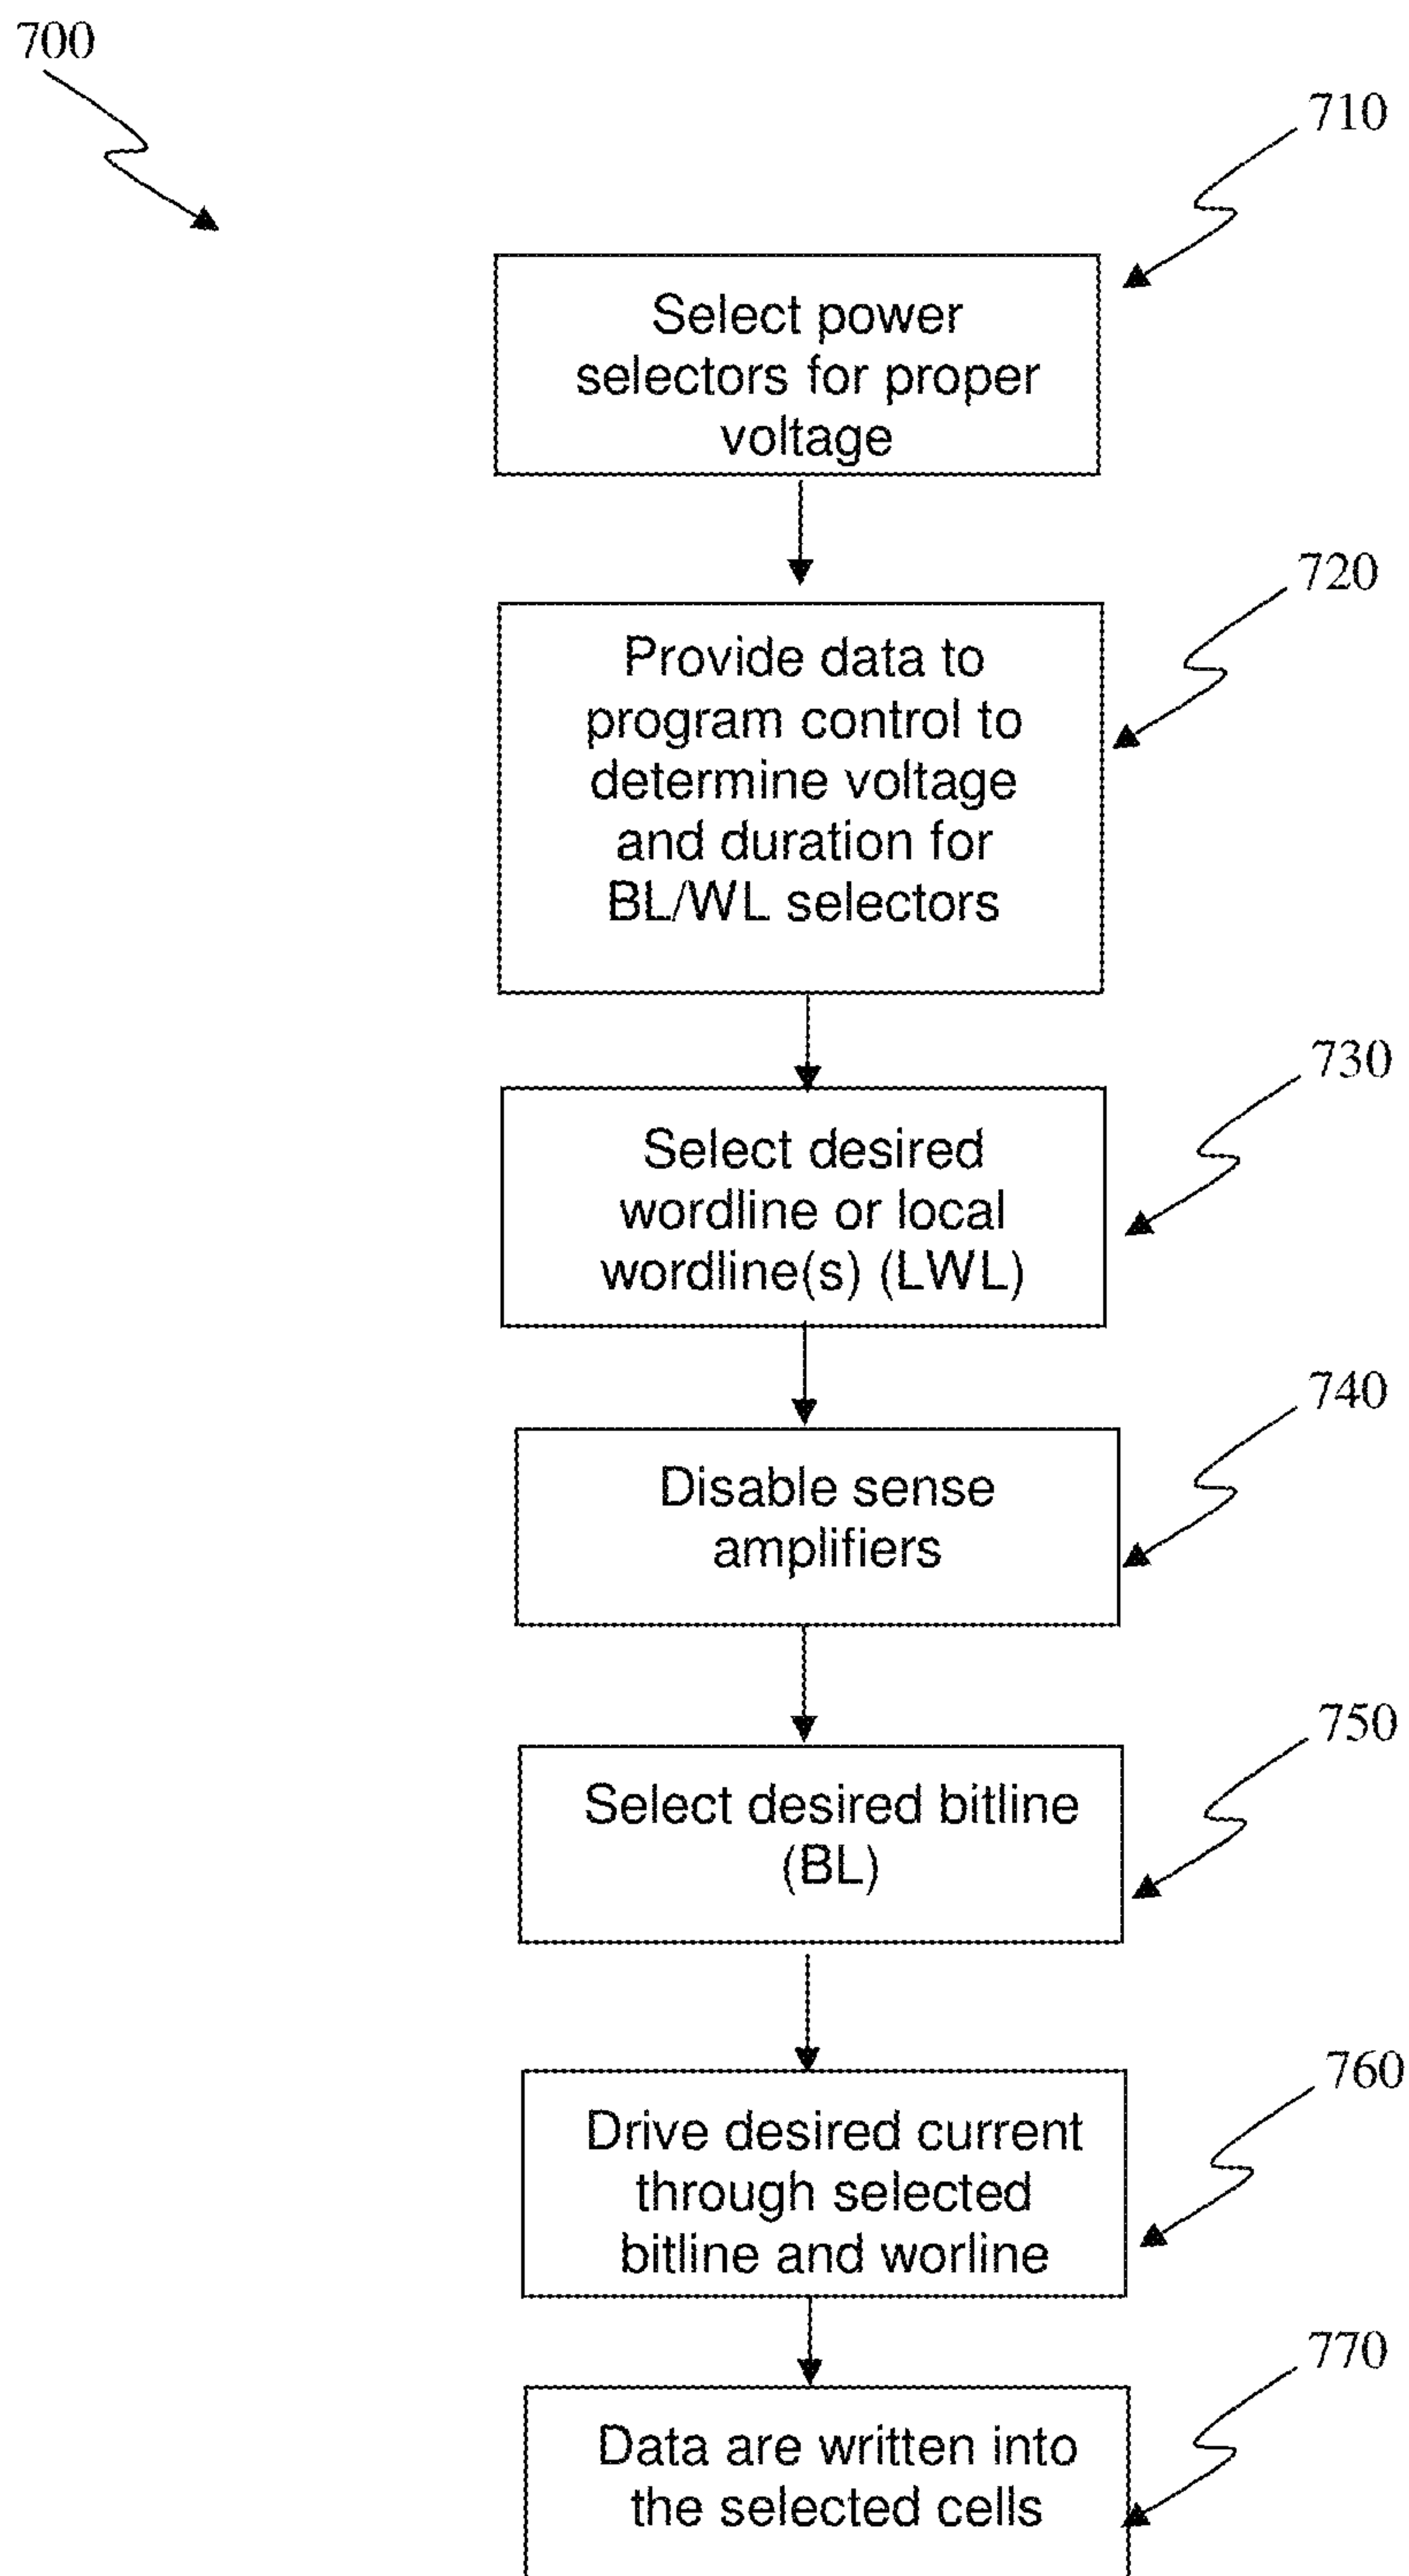 700
710
Select power
selectors for proper
voltage
720
Provide data to
program control to
determine voltage
and duration for
BL/WL selectors
730
Select desired
wordline or local
wordline(s) (LWL)
740
Disable sense
amplifiers
750
Select desired bitline
(BL)
760
Drive desired current
through selected
bitline and worline
770
Data are written into
the selected cells